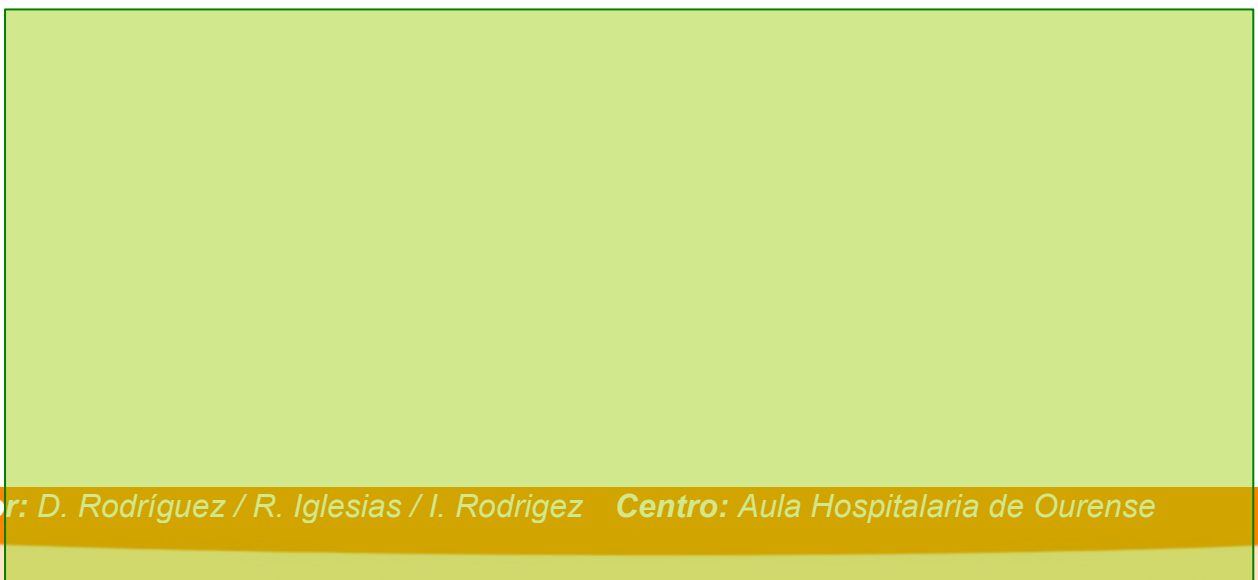 r: D. Rodríguez / R. Iglesias / I. Rodrigez Centro: Aula Hospitalaria de Ourense